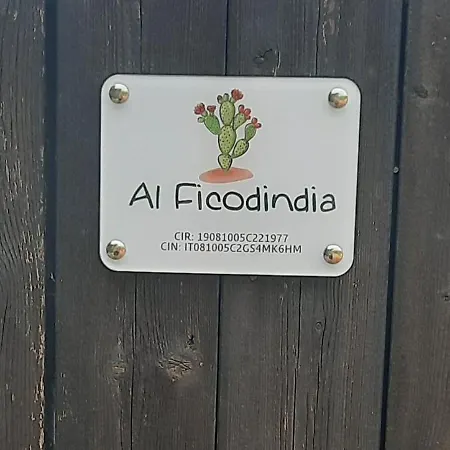 Al Ficodindia
CIR: 19081005C221977
CIN: IT081005C2GS4MK6HM